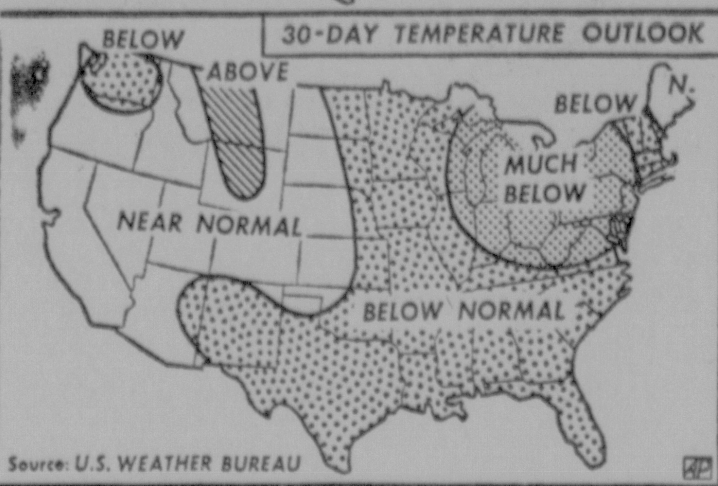 30-DAY TEMPERATURE OUTLOOK
BELOW
ABOVE
N.
BELOW
MUCH
BELOW
NEAR NORMAL
BELOW NORMAL
Source: U.S. WEATHER BUREAU
AP